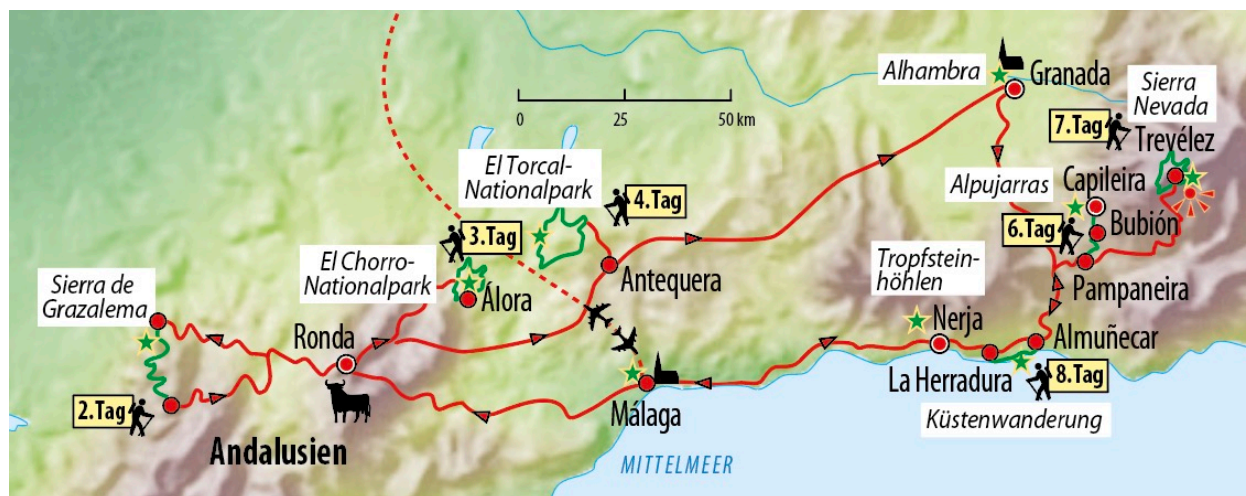 Alhambra
Granada
Sierra
Nevada
7.Tag
Trevélez
0 25 50 km
El Torcal-
Nationalpark
4.Tag
Alpujarras
Capileira
6.Tag
Bubión
3.Tag
El Chorro-
Nationalpark
Antequera
Tropfstein-
höhlen
Pampaneira
Sierra de
Grazalema
Álora
Ronda
Nerja
Almuñecar
La Herradura
8.Tag
2.Tag
Málaga
Küstenwanderung
Andalusien
MITTELMEER